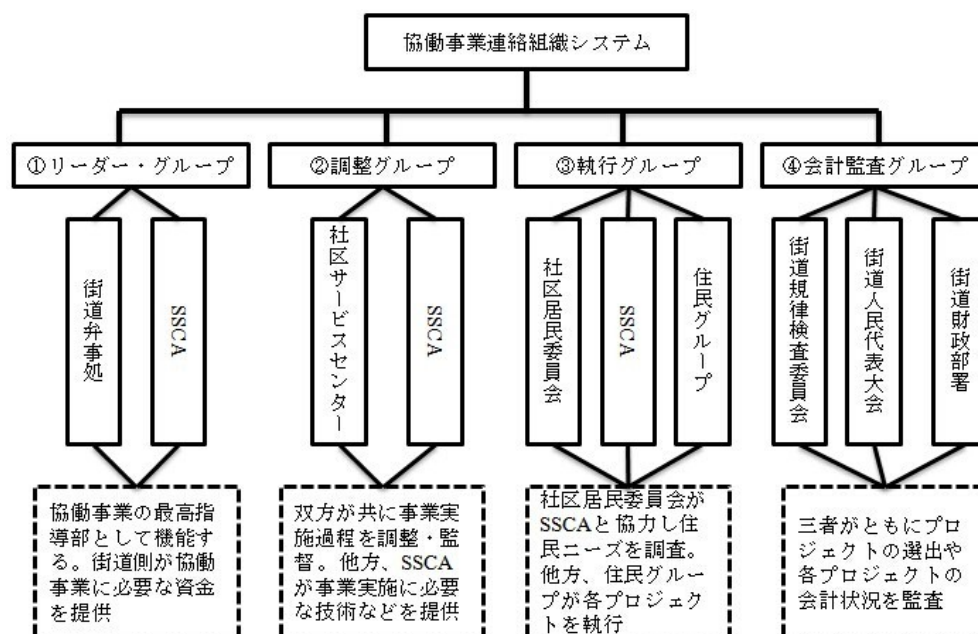 協働事業連絡組織システム
①リーダー・グループ
②調整グループ
③執行グループ
④会計監査グループ
街道弁事処
SSCA
社区サービスセンター
SSCA
社区居民委員会
SSCA
住民グループ
街道規律検査委員会
街道人民代表大会
街道財政部署
協働事業の最高指
導部として機能す
る。街道側が協働
事業に必要な資金
を提供
双方が共に事業実
施過程を調整・監
督。他方、SSCA
が事業実施に必要
な技術などを提供
社区居民委員会が
SSCAと協力し住
民ニーズを調査。
他方、住民グルー
プが各プロジェク
トを執行
三者がともにプロ
ジェクトの選出や
各プロジェクトの
会計状況を監査